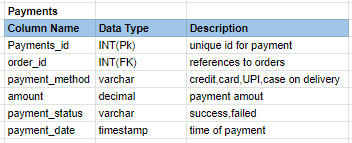 Payments
Column Name Data Type Description
Payments_id INT(Pk) unique id for payment
order_id INT(FK) references to orders
payment_method varchar credit,card,UPI,case on delivery
amount decimal payment amout
payment_status varchar success,failed
payment_date timestamp time of payment